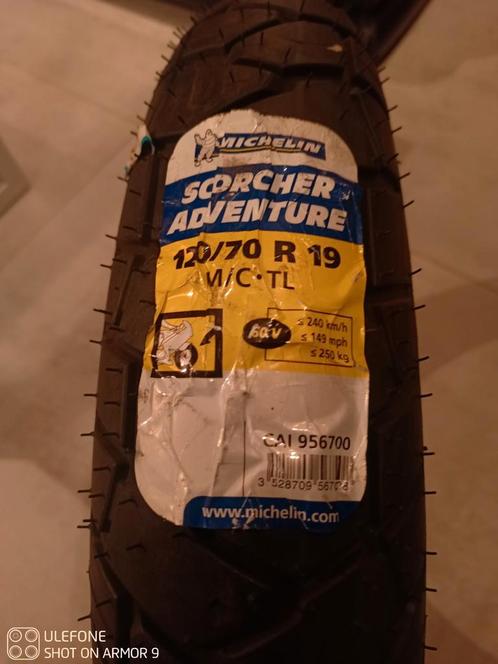 MICHELIN
SCORCHER
ADVENTURE
120/70 R 19
M/C • TL
60 V
≤ 240 km/h
≤ 149 mph
≤ 250 kg
CAI 956700
www.michelin.com
ULEFONE
SHOT ON ARMOR 9